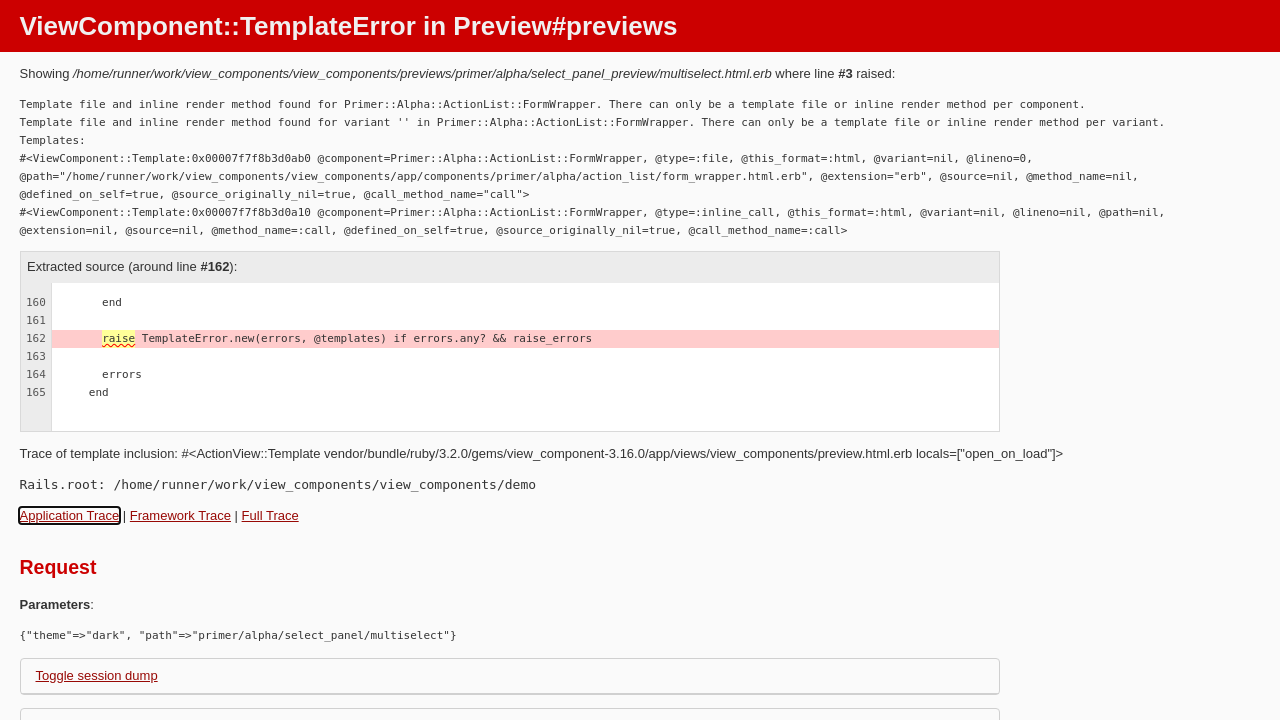 ViewComponent::TemplateError in Preview#previews
Showing /home/runner/work/view_components/view_components/previews/primer/alpha/select_panel_preview/multiselect.html.erb where line #3 raised:
Template file and inline render method found for Primer::Alpha::ActionList::FormWrapper. There can only be a template file or inline render method per component.
Template file and inline render method found for variant '' in Primer::Alpha::ActionList::FormWrapper. There can only be a template file or inline render method per variant.
Templates:
#<ViewComponent::Template:0x00007f7f8b3d0ab0 @component=Primer::Alpha::ActionList::FormWrapper, @type=:file, @this_format=:html, @variant=nil, @lineno=0,
@path="/home/runner/work/view_components/view_components/app/components/primer/alpha/action_list/form_wrapper.html.erb", @extension="erb", @source=nil, @method_name=nil,
@defined_on_self=true, @source_originally_nil=true, @call_method_name="call">
#<ViewComponent::Template:0x00007f7f8b3d0a10 @component=Primer::Alpha::ActionList::FormWrapper, @type=:inline_call, @this_format=:html, @variant=nil, @lineno=nil, @path=nil,
@extension=nil, @source=nil, @method_name=:call, @defined_on_self=true, @source_originally_nil=true, @call_method_name=:call>
Extracted source (around line #162):
160 end
161
162 raise TemplateError.new(errors, @templates) if errors.any? && raise_errors
163
164 errors
165 end
Trace of template inclusion: #<ActionView::Template vendor/bundle/ruby/3.2.0/gems/view_component-3.16.0/app/views/view_components/preview.html.erb locals=["open_on_load"]>
Rails.root: /home/runner/work/view_components/view_components/demo
Application Trace | Framework Trace | Full Trace
Request
Parameters:
{"theme"=>"dark", "path"=>"primer/alpha/select_panel/multiselect"}
Toggle session dump